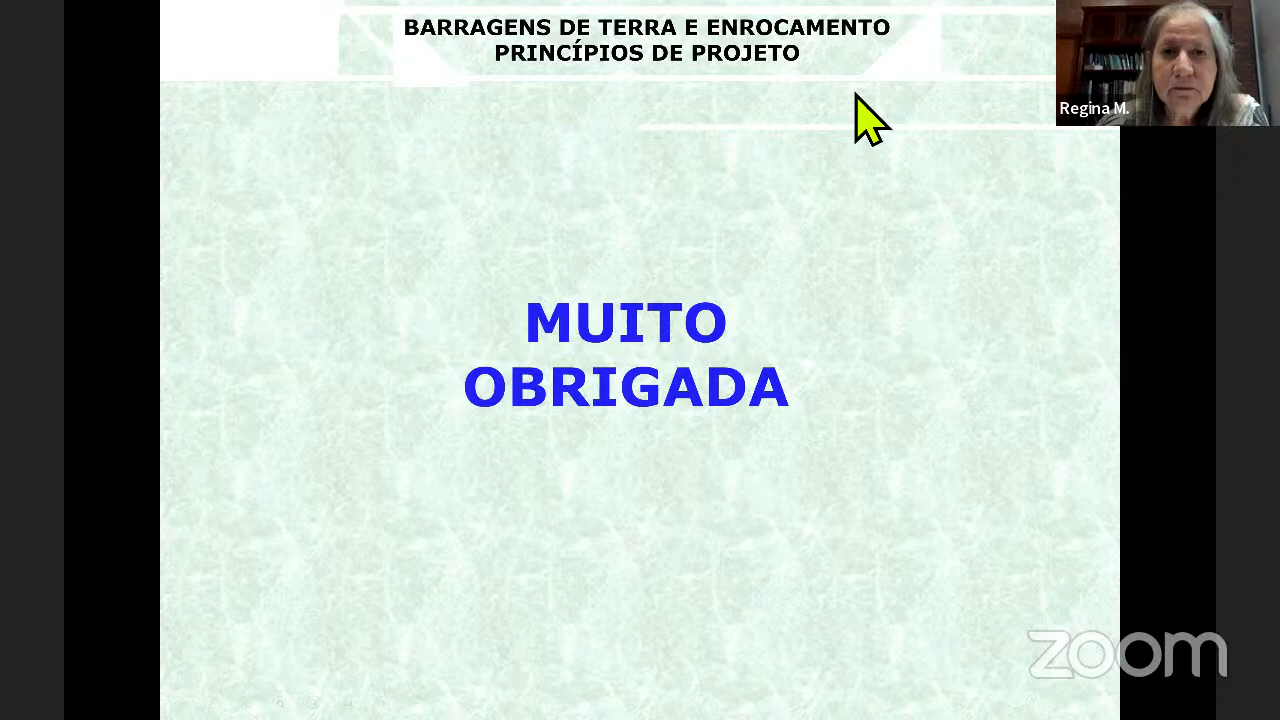 BARRAGENS DE TERRA E ENROCAMENTO
PRINCÍPIOS DE PROJETO
Regina M.
MUITO
OBRIGADA
zoom